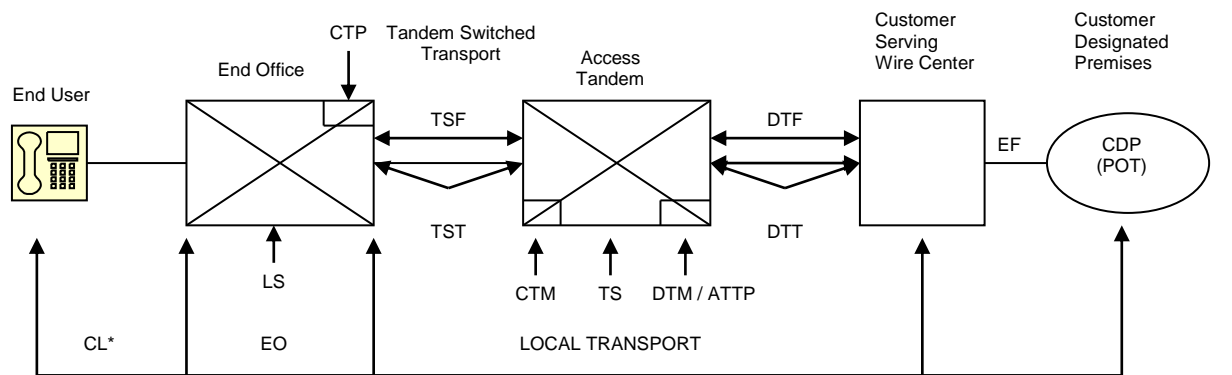 CTP
Tandem Switched
Transport
End Office
Access
Tandem
Customer
Serving
Wire Center
Customer
Designated
Premises
End User
TSF
DTF
EF
CDP
(POT)
TST
DTT
LS
CTM
TS
DTM / ATTP
CL*
EO
LOCAL TRANSPORT